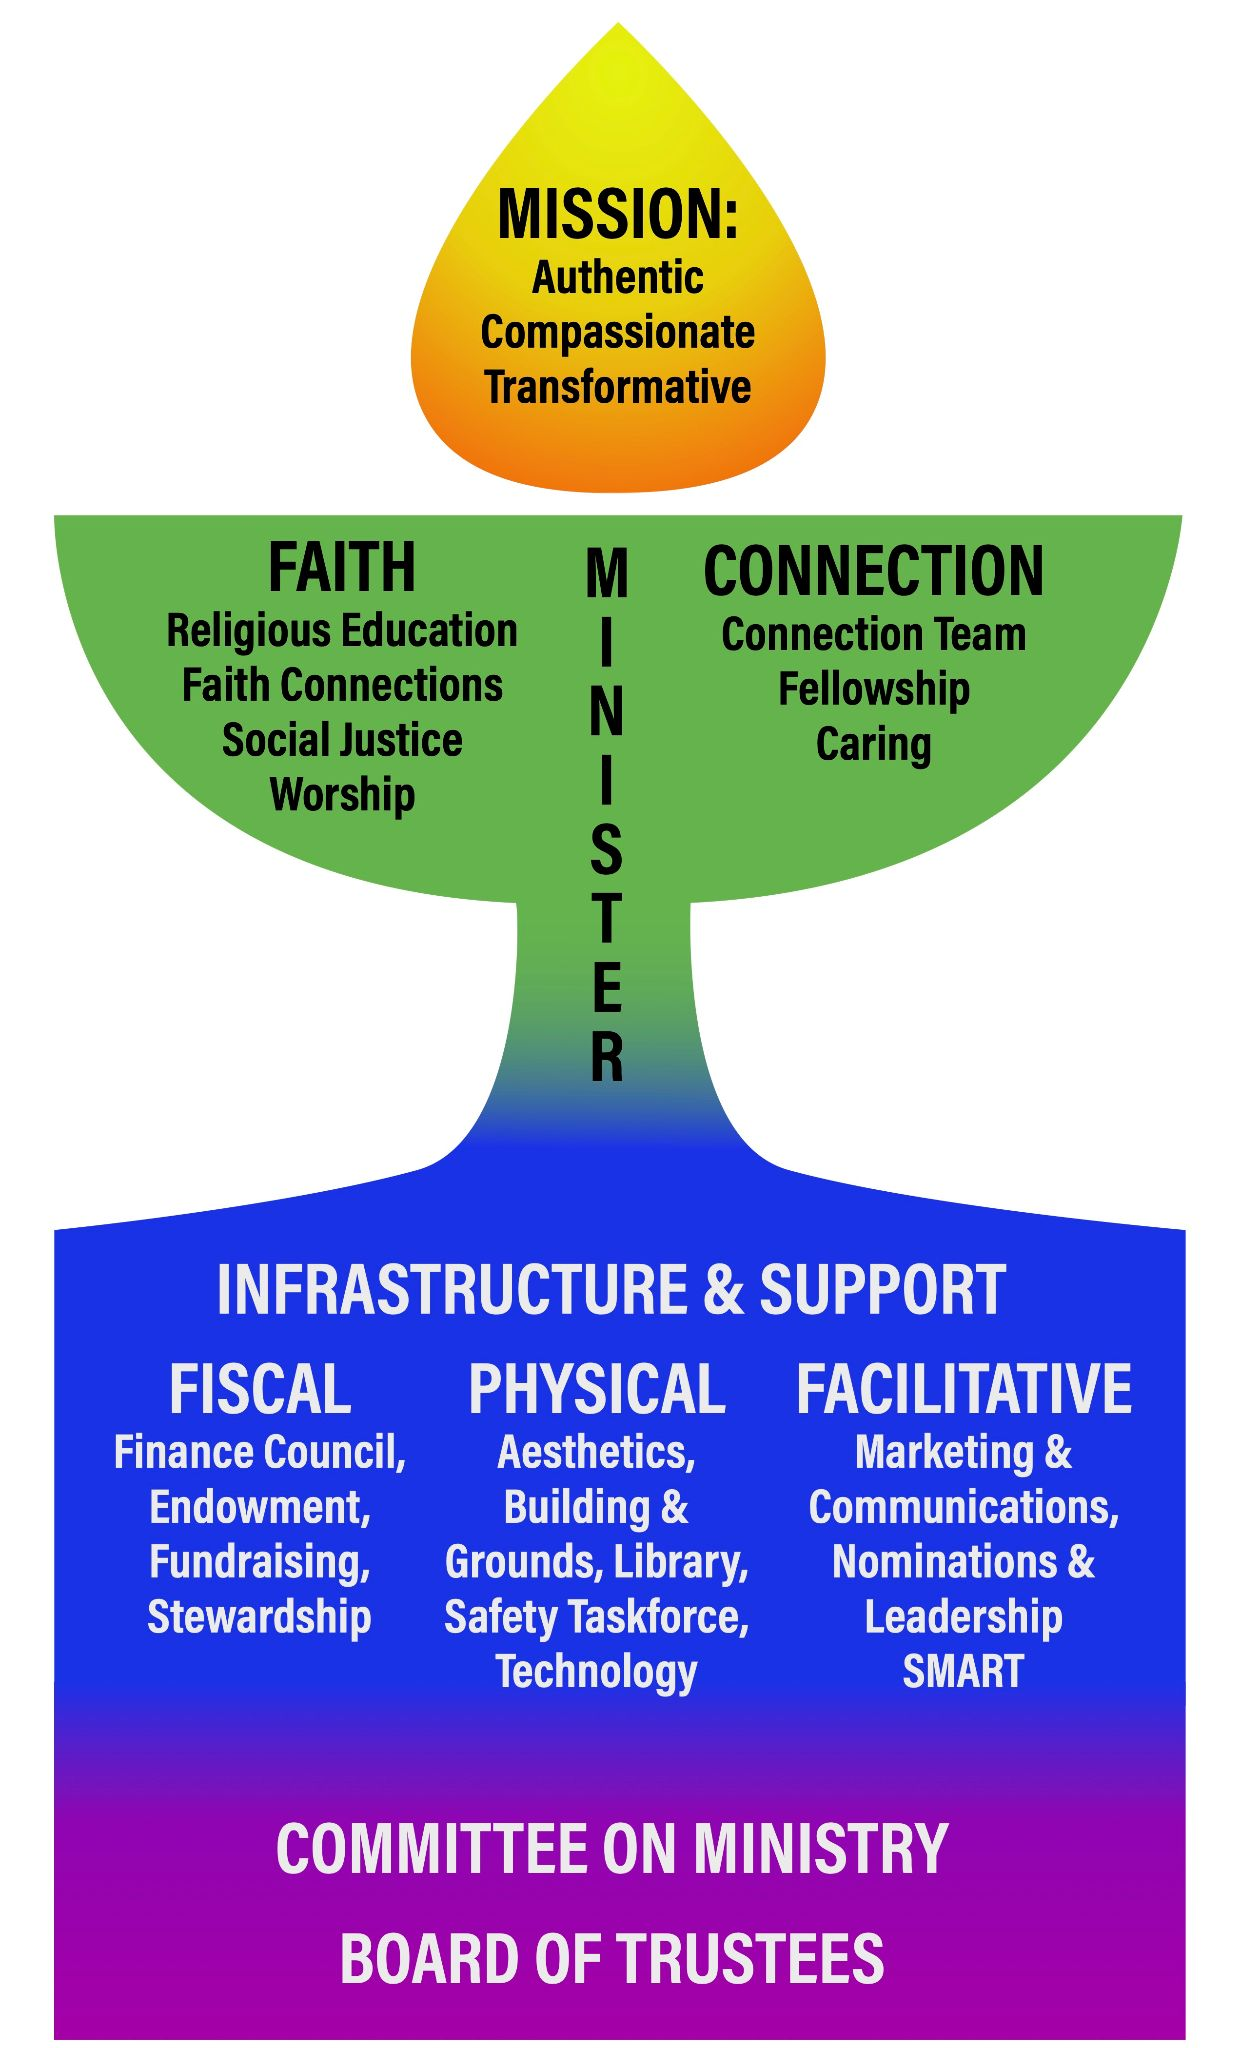 MISSION:
Authentic
Compassionate
Transformative
FAITH
Religious Education
Faith Connections
Social Justice
Worship
M
I
N
I
S
T
E
R
CONNECTION
Connection Team
Fellowship
Caring
INFRASTRUCTURE & SUPPORT
FISCAL
Finance Council,
Endowment,
Fundraising,
Stewardship
PHYSICAL
Aesthetics,
Building &
Grounds, Library,
Safety Taskforce,
Technology
FACILITATIVE
Marketing &
Communications,
Nominations &
Leadership
SMART
COMMITTEE ON MINISTRY
BOARD OF TRUSTEES